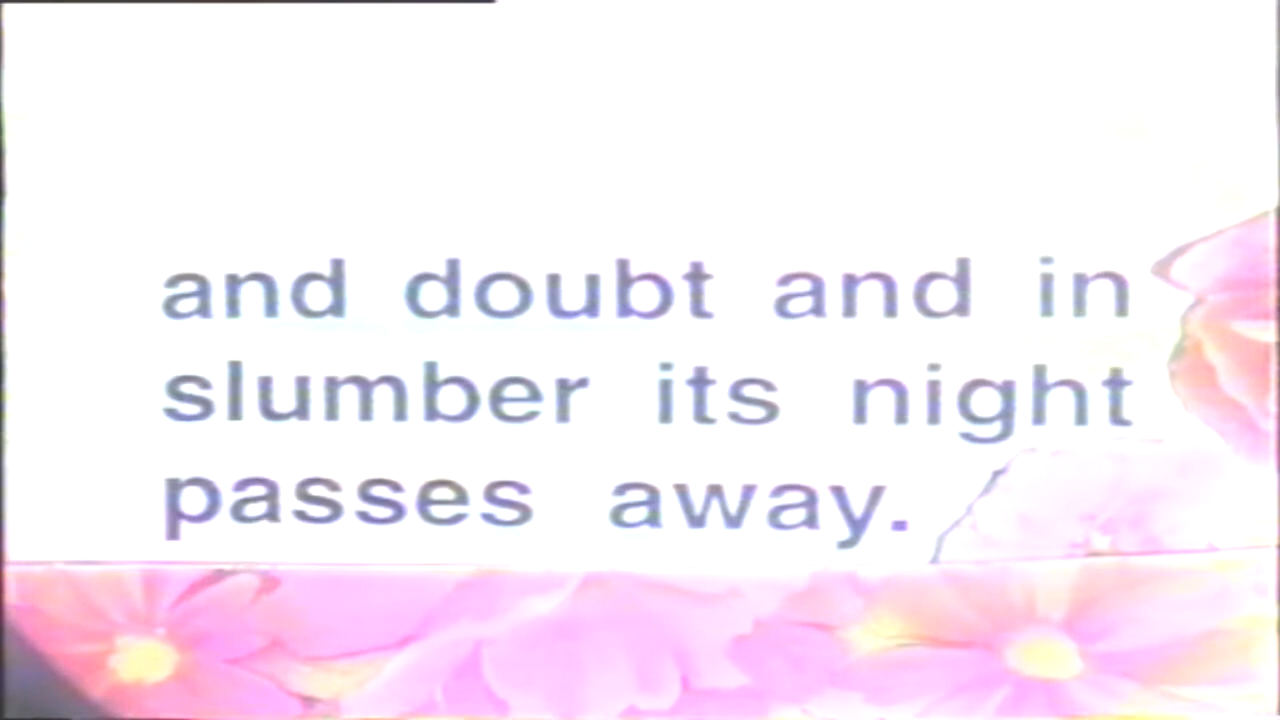 and doubt and in
slumber its night
passes away.